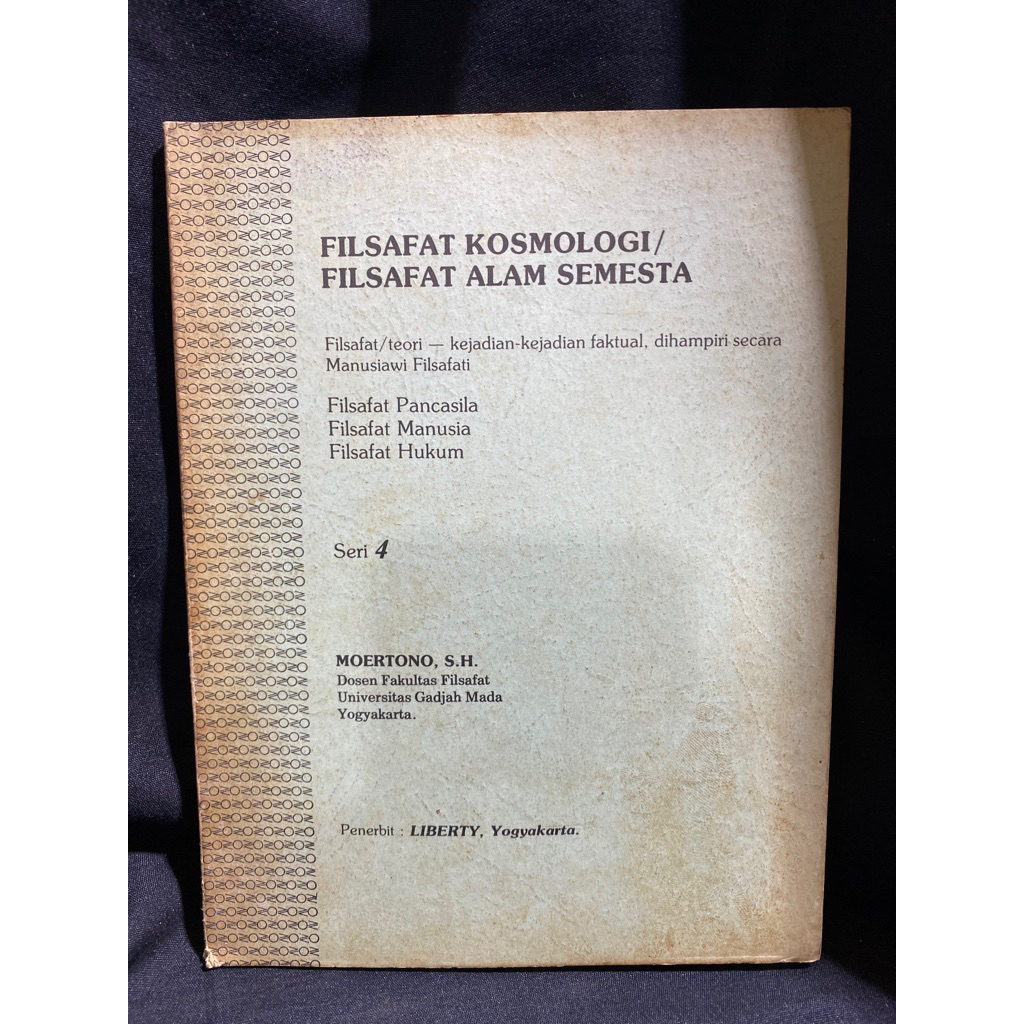 FILSAFAT KOSMOLOGI/
FILSAFAT ALAM SEMESTA
Filsafat/teori — kejadian-kejadian faktual, dihampiri secara
Manusiawi Filsafati
Filsafat Pancasila
Filsafat Manusia
Filsafat Hukum
Seri 4
MOERTONO, S.H.
Dosen Fakultas Filsafat
Universitas Gadjah Mada
Yogyakarta.
Penerbit : LIBERTY, Yogyakarta.